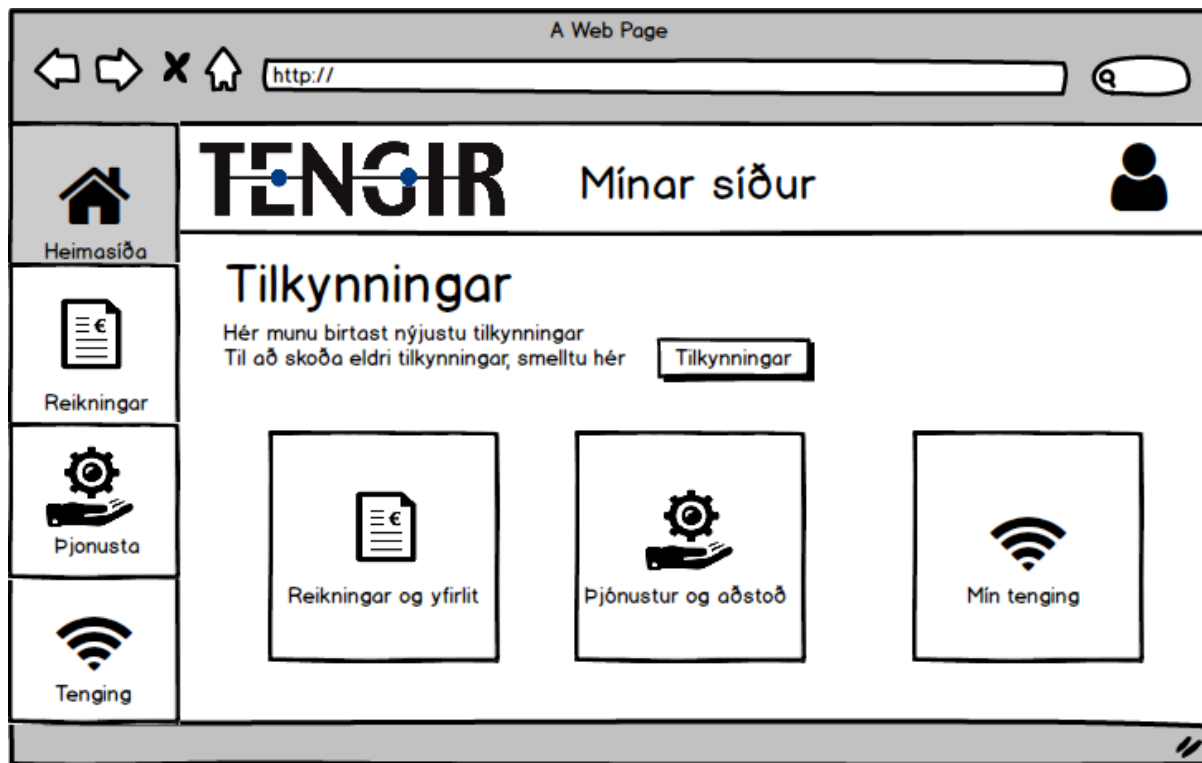 A Web Page
http://
TENGIR
Mínar síður
Heimasíða
Reikningar
Þjonusta
Tenging
Tilkynningar
Hér munu birtast nýjustu tilkynningar
Til að skoða eldri tilkynningar, smelltu hér
Tilkynningar
€
Reikningar og yfirlit
Þjónustur og aðstoð
Mín tenging
€